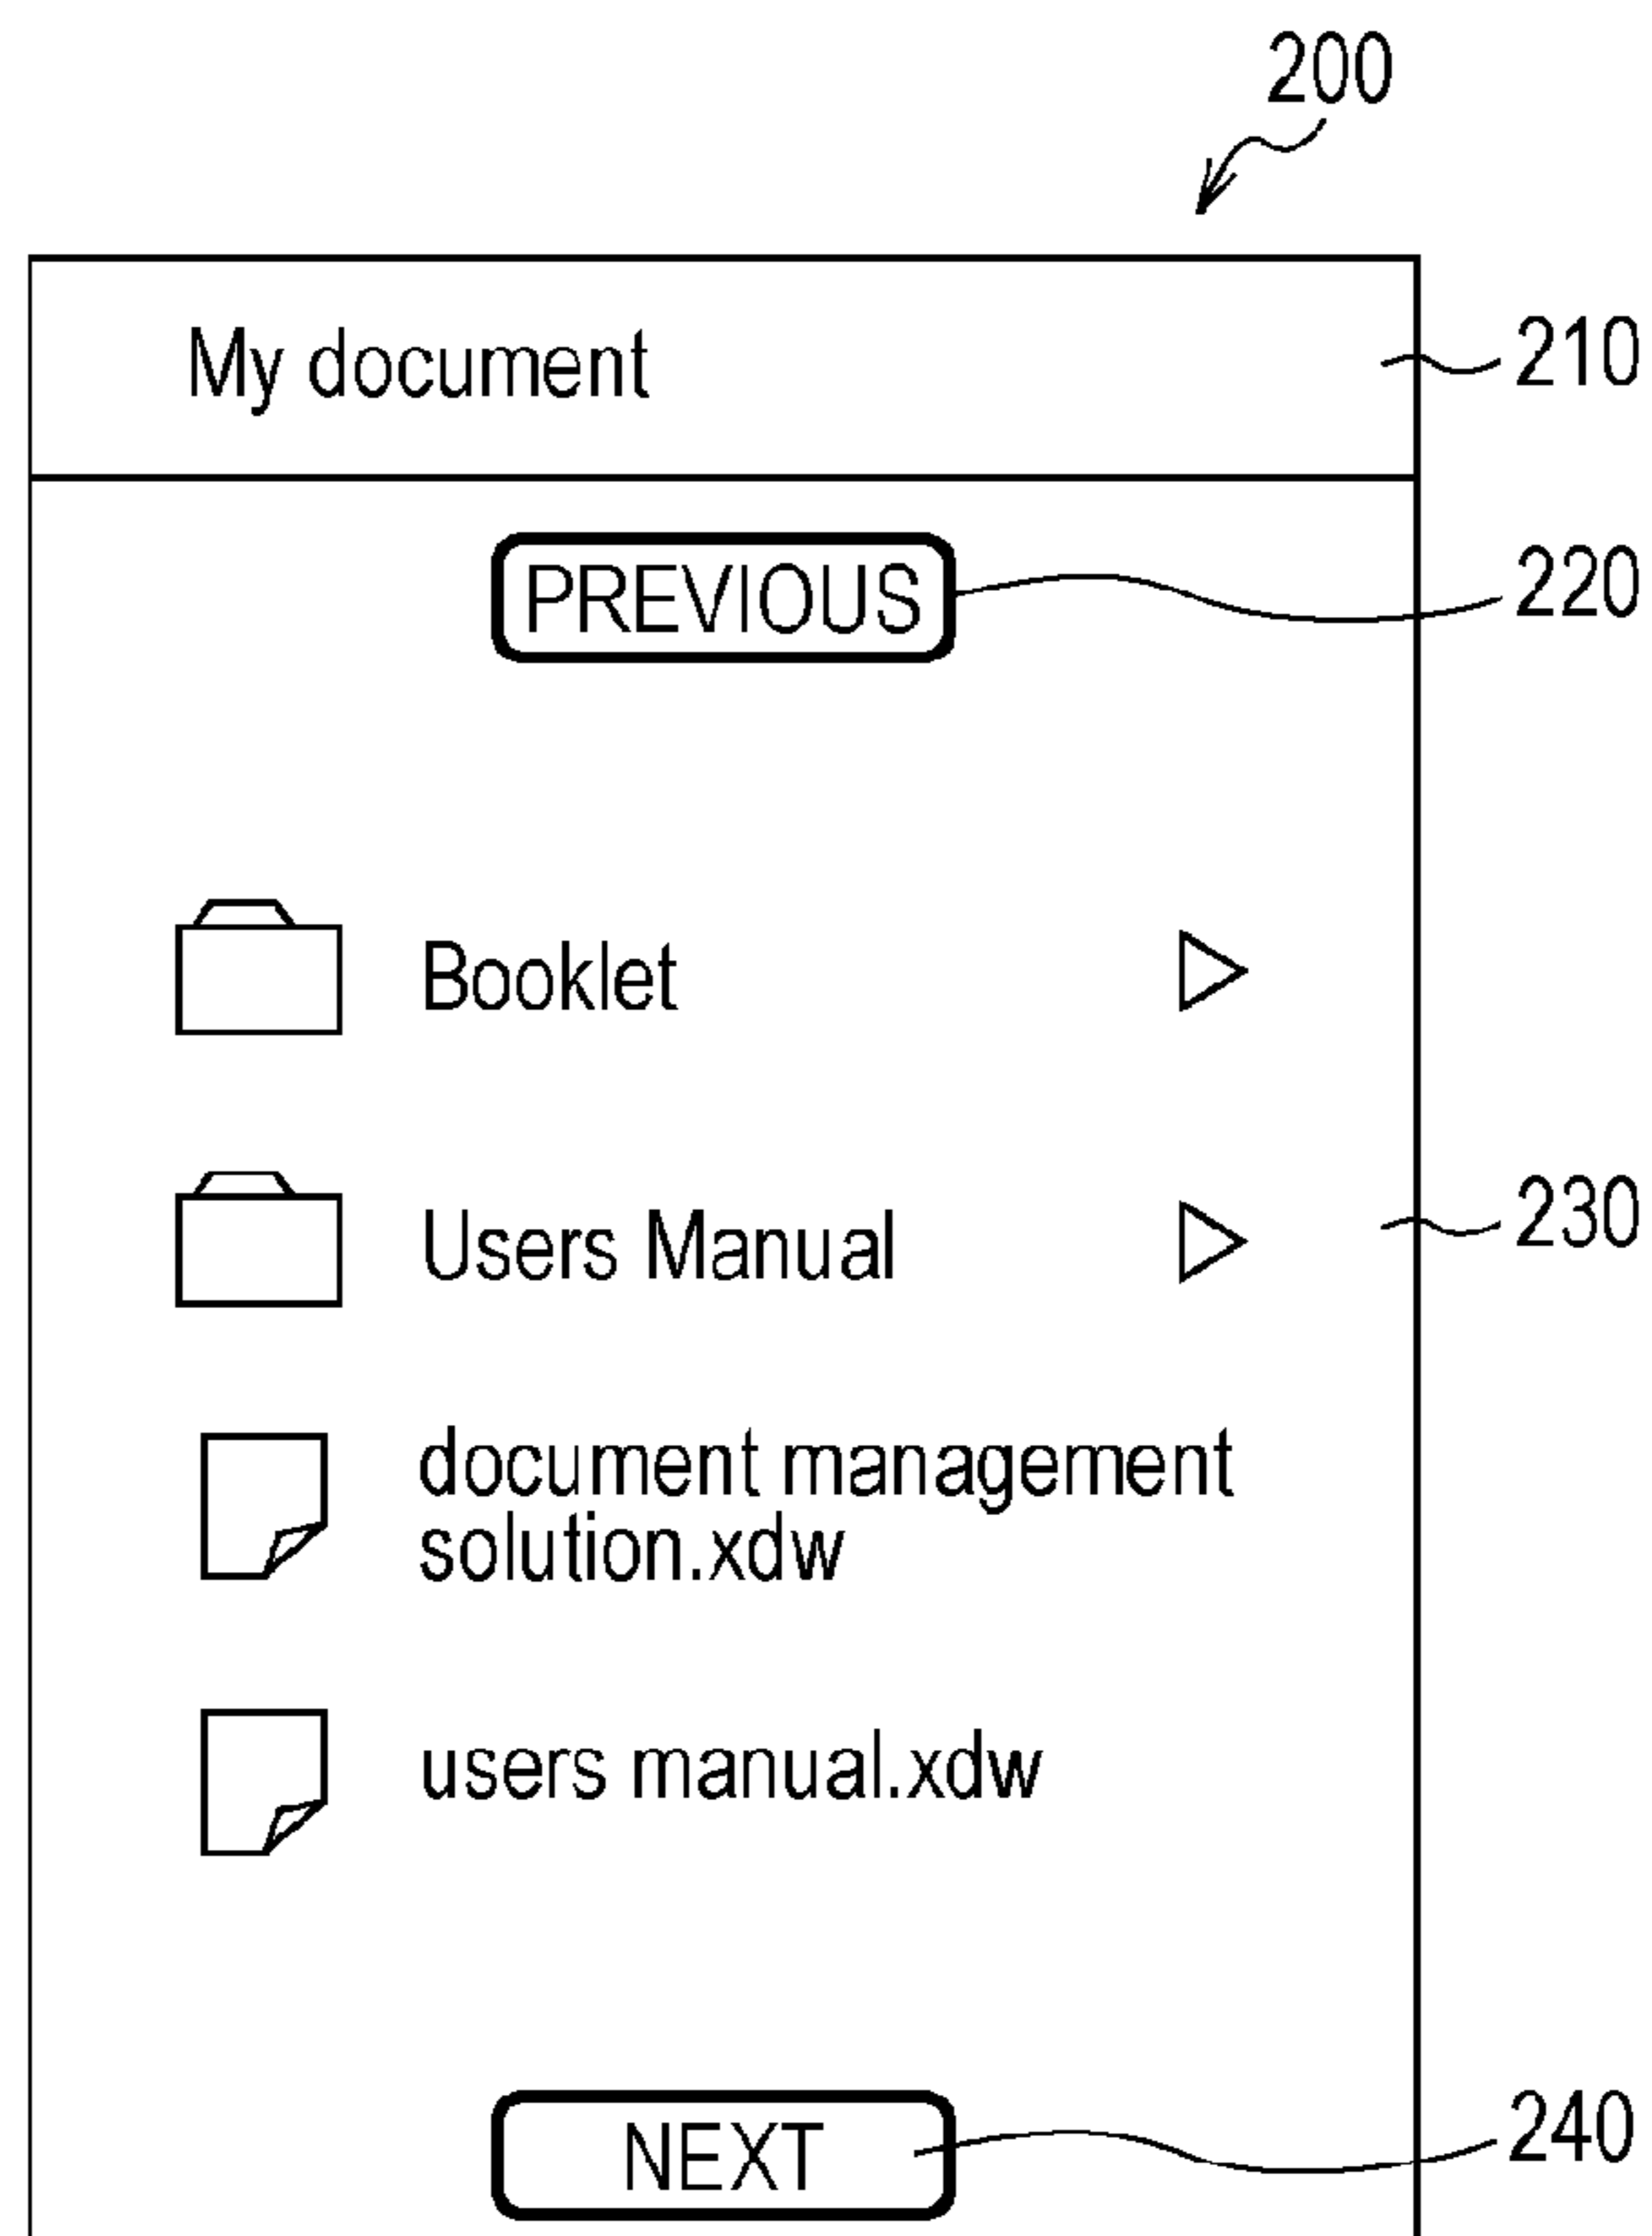 200
My document
210
PREVIOUS
220
Booklet
Users Manual
230
document management
solution.xdw
users manual.xdw
NEXT
240